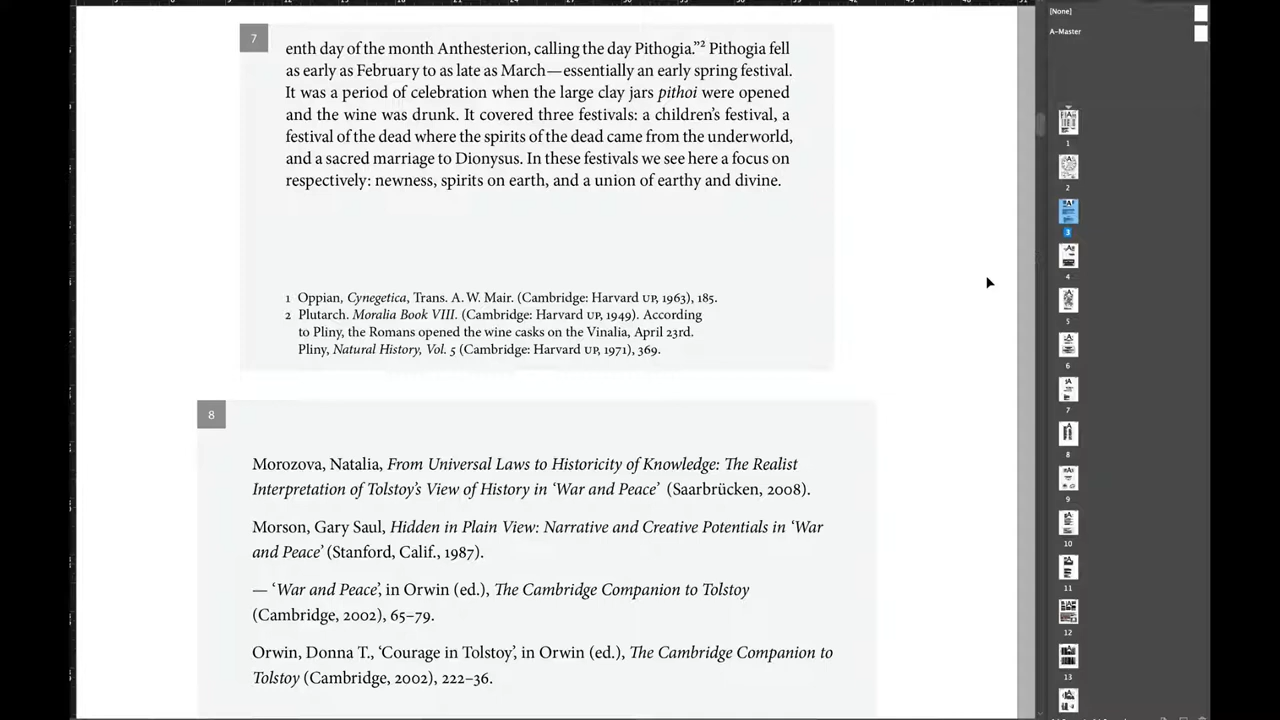 [None]
A-Master
7
enth day of the month Anthesterion, calling the day Pithogia.”² Pithogia fell
as early as February to as late as March—essentially an early spring festival.
It was a period of celebration when the large clay jars pithoi were opened
and the wine was drunk. It covered three festivals: a children’s festival, a
festival of the dead where the spirits of the dead came from the underworld,
and a sacred marriage to Dionysus. In these festivals we see here a focus on
respectively: newness, spirits on earth, and a union of earthy and divine.
1 Oppian, Cynegetica, Trans. A. W. Mair. (Cambridge: Harvard UP, 1963), 185.
2 Plutarch. Moralia Book VIII. (Cambridge: Harvard UP, 1949). According
to Pliny, the Romans opened the wine casks on the Vinalia, April 23rd.
Pliny, Natural History, Vol. 5 (Cambridge: Harvard UP, 1971), 369.
8
Morozova, Natalia, From Universal Laws to Historicity of Knowledge: The Realist
Interpretation of Tolstoy’s View of History in ‘War and Peace’ (Saarbrücken, 2008).
Morson, Gary Saul, Hidden in Plain View: Narrative and Creative Potentials in ‘War
and Peace’ (Stanford, Calif., 1987).
— ‘War and Peace’, in Orwin (ed.), The Cambridge Companion to Tolstoy
(Cambridge, 2002), 65–79.
Orwin, Donna T., ‘Courage in Tolstoy’, in Orwin (ed.), The Cambridge Companion to
Tolstoy (Cambridge, 2002), 222–36.
1
2
3
4
5
6
7
8
9
10
11
12
13